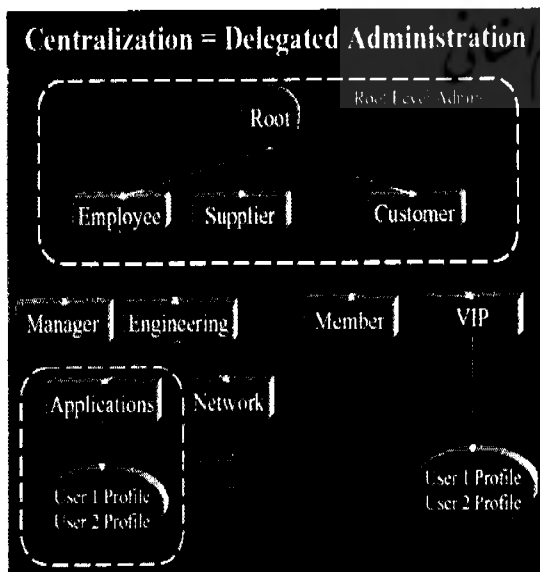 Centralization = Delegated Administration
Root Level Admin
Root
Employee Supplier Customer
Manager Engineering Member VIP
Applications Network
User 1 Profile
User 2 Profile
User 1 Profile
User 2 Profile